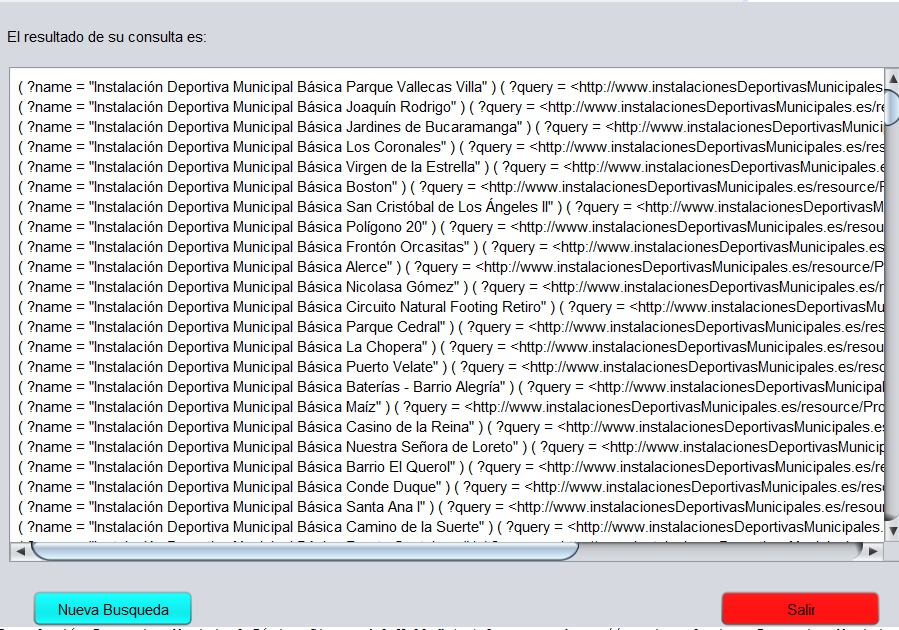 El resultado de su consulta es:
( ?name = "Instalación Deportiva Municipal Básica Parque Vallecas Villa" ) ( ?query = <http://www.instalacionesDeportivasMunicipales.
( ?name = "Instalación Deportiva Municipal Básica Joaquín Rodrigo" ) ( ?query = <http://www.instalacionesDeportivasMunicipales.es/re
( ?name = "Instalación Deportiva Municipal Básica Jardines de Bucaramanga" ) ( ?query = <http://www.instalacionesDeportivasMunici
( ?name = "Instalación Deportiva Municipal Básica Los Coronales" ) ( ?query = <http://www.instalacionesDeportivasMunicipales.es/res
( ?name = "Instalación Deportiva Municipal Básica Virgen de la Estrella" ) ( ?query = <http://www.instalacionesDeportivasMunicipales.e
( ?name = "Instalación Deportiva Municipal Básica Boston" ) ( ?query = <http://www.instalacionesDeportivasMunicipales.es/resource/
( ?name = "Instalación Deportiva Municipal Básica San Cristóbal de Los Ángeles II" ) ( ?query = <http://www.instalacionesDeportivasM
( ?name = "Instalación Deportiva Municipal Básica Polígono 20" ) ( ?query = <http://www.instalacionesDeportivasMunicipales.es/resou
( ?name = "Instalación Deportiva Municipal Básica Frontón Orcasitas" ) ( ?query = <http://www.instalacionesDeportivasMunicipales.es
( ?name = "Instalación Deportiva Municipal Básica Alerce" ) ( ?query = <http://www.instalacionesDeportivasMunicipales.es/resource/P
( ?name = "Instalación Deportiva Municipal Básica Nicolasa Gómez" ) ( ?query = <http://www.instalacionesDeportivasMunicipales.es/r
( ?name = "Instalación Deportiva Municipal Básica Circuito Natural Footing Retiro" ) ( ?query = <http://www.instalacionesDeportivasMu
( ?name = "Instalación Deportiva Municipal Básica Parque Cedral" ) ( ?query = <http://www.instalacionesDeportivasMunicipales.es/res
( ?name = "Instalación Deportiva Municipal Básica La Chopera" ) ( ?query = <http://www.instalacionesDeportivasMunicipales.es/resou
( ?name = "Instalación Deportiva Municipal Básica Puerto Velate" ) ( ?query = <http://www.instalacionesDeportivasMunicipales.es/reso
( ?name = "Instalación Deportiva Municipal Básica Baterías - Barrio Alegría" ) ( ?query = <http://www.instalacionesDeportivasMunicipal
( ?name = "Instalación Deportiva Municipal Básica Maíz" ) ( ?query = <http://www.instalacionesDeportivasMunicipales.es/resource/Pro
( ?name = "Instalación Deportiva Municipal Básica Casino de la Reina" ) ( ?query = <http://www.instalacionesDeportivasMunicipales.es
( ?name = "Instalación Deportiva Municipal Básica Nuestra Señora de Loreto" ) ( ?query = <http://www.instalacionesDeportivasMunicip
( ?name = "Instalación Deportiva Municipal Básica Barrio El Querol" ) ( ?query = <http://www.instalacionesDeportivasMunicipales.es/re
( ?name = "Instalación Deportiva Municipal Básica Conde Duque" ) ( ?query = <http://www.instalacionesDeportivasMunicipales.es/reso
( ?name = "Instalación Deportiva Municipal Básica Santa Ana I" ) ( ?query = <http://www.instalacionesDeportivasMunicipales.es/resour
( ?name = "Instalación Deportiva Municipal Básica Camino de la Suerte" ) ( ?query = <http://www.instalacionesDeportivasMunicipales.
Nueva Busqueda
Salir